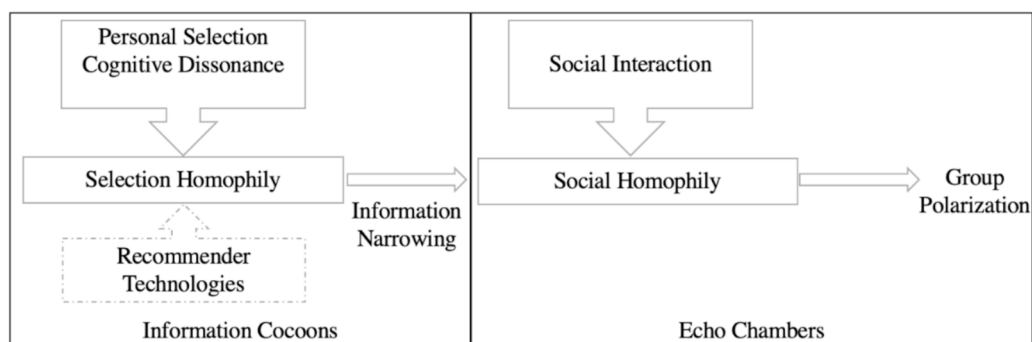 Personal Selection
Cognitive Dissonance
Selection Homophily
Information
Narrowing
Recommender
Technologies
Information Cocoons
Social Interaction
Social Homophily
Group
Polarization
Echo Chambers